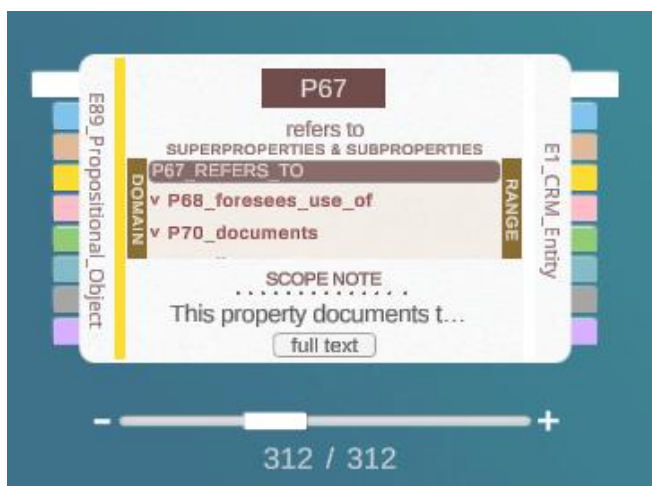 P67
refers to
SUPERPROPERTIES & SUBPROPERTIES
E89_Propositional_Object
DOMAIN
P67_REFERS_TO
v P68_foresees_use_of
v P70_documents
RANGE
E1_CRM_Entity
SCOPE NOTE
This property documents t...
full text
- +
312 / 312